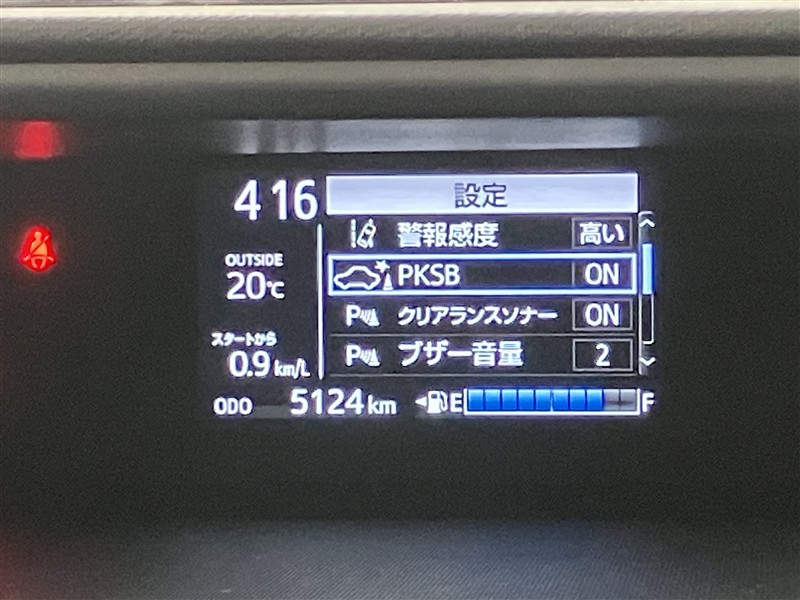 4 16
設定
警報感度 高い
OUTSIDE
20℃
PKSB ON
P クリアランスソナー ON
スタートから
0.9 km/L
P ブザー音量 2
ODO 5124 km
E F